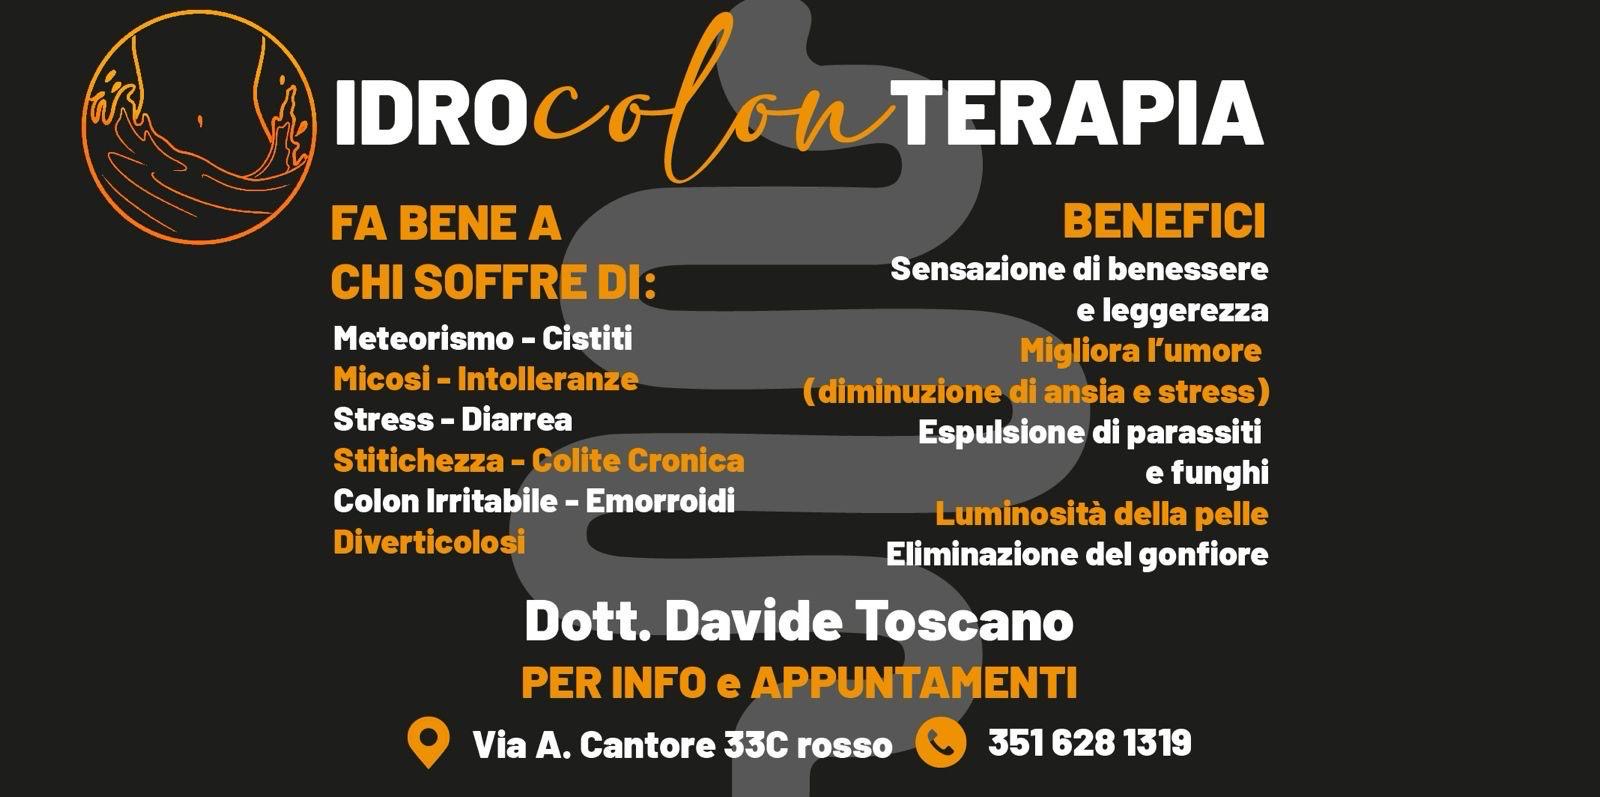 IDROcolonTERAPIA
FA BENE A
CHI SOFFRE DI:
Meteorismo - Cistiti
Micosi - Intolleranze
Stress - Diarrea
Stitichezza - Colite Cronica
Colon Irritabile - Emorroidi
Diverticolosi
BENEFICI
Sensazione di benessere
e leggerezza
Migliora l'umore
(diminuzione di ansia e stress)
Espulsione di parassiti
e funghi
Luminosità della pelle
Eliminazione del gonfiore
Dott. Davide Toscano
PER INFO e APPUNTAMENTI
Via A. Cantore 33C rosso
351 628 1319